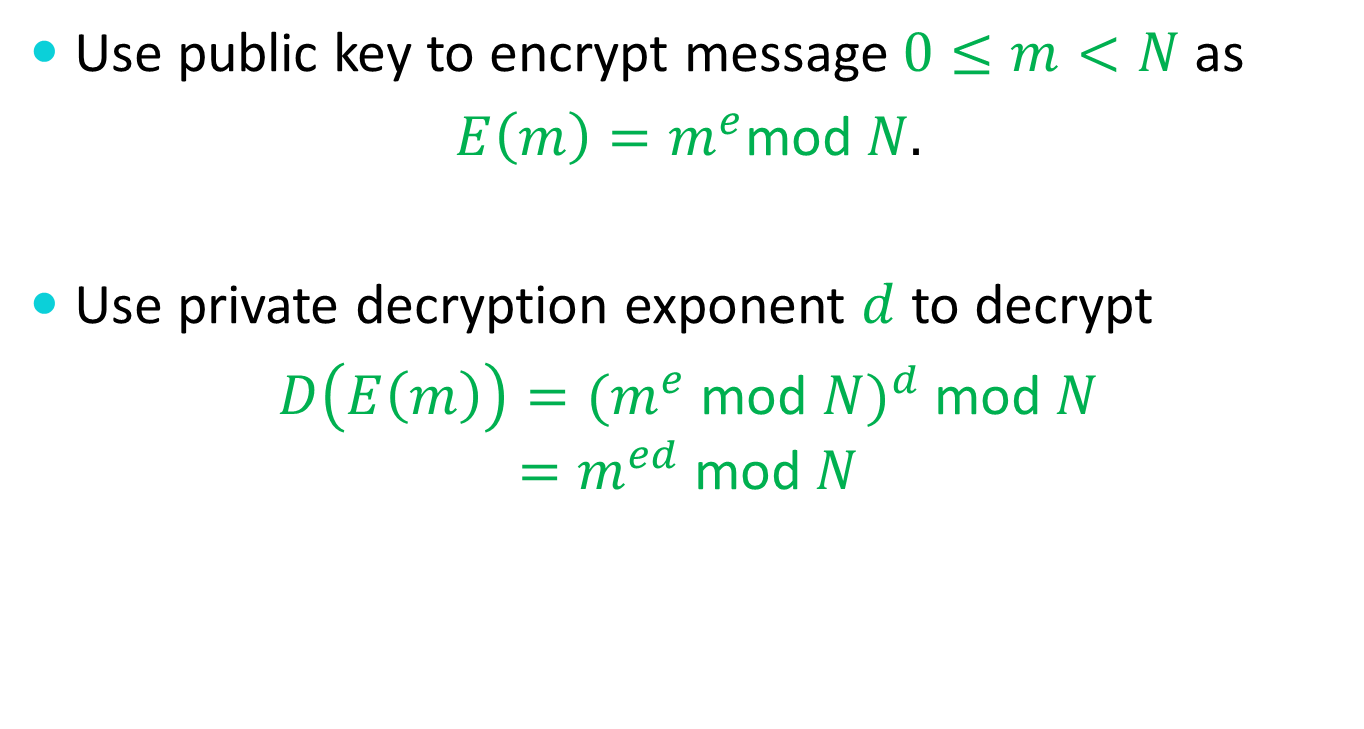 • Use public key to encrypt message 0 ≤ m < N as
E(m) = m^e mod N.
• Use private decryption exponent d to decrypt
D(E(m)) = (m^e mod N)^d mod N
= m^{ed} mod N